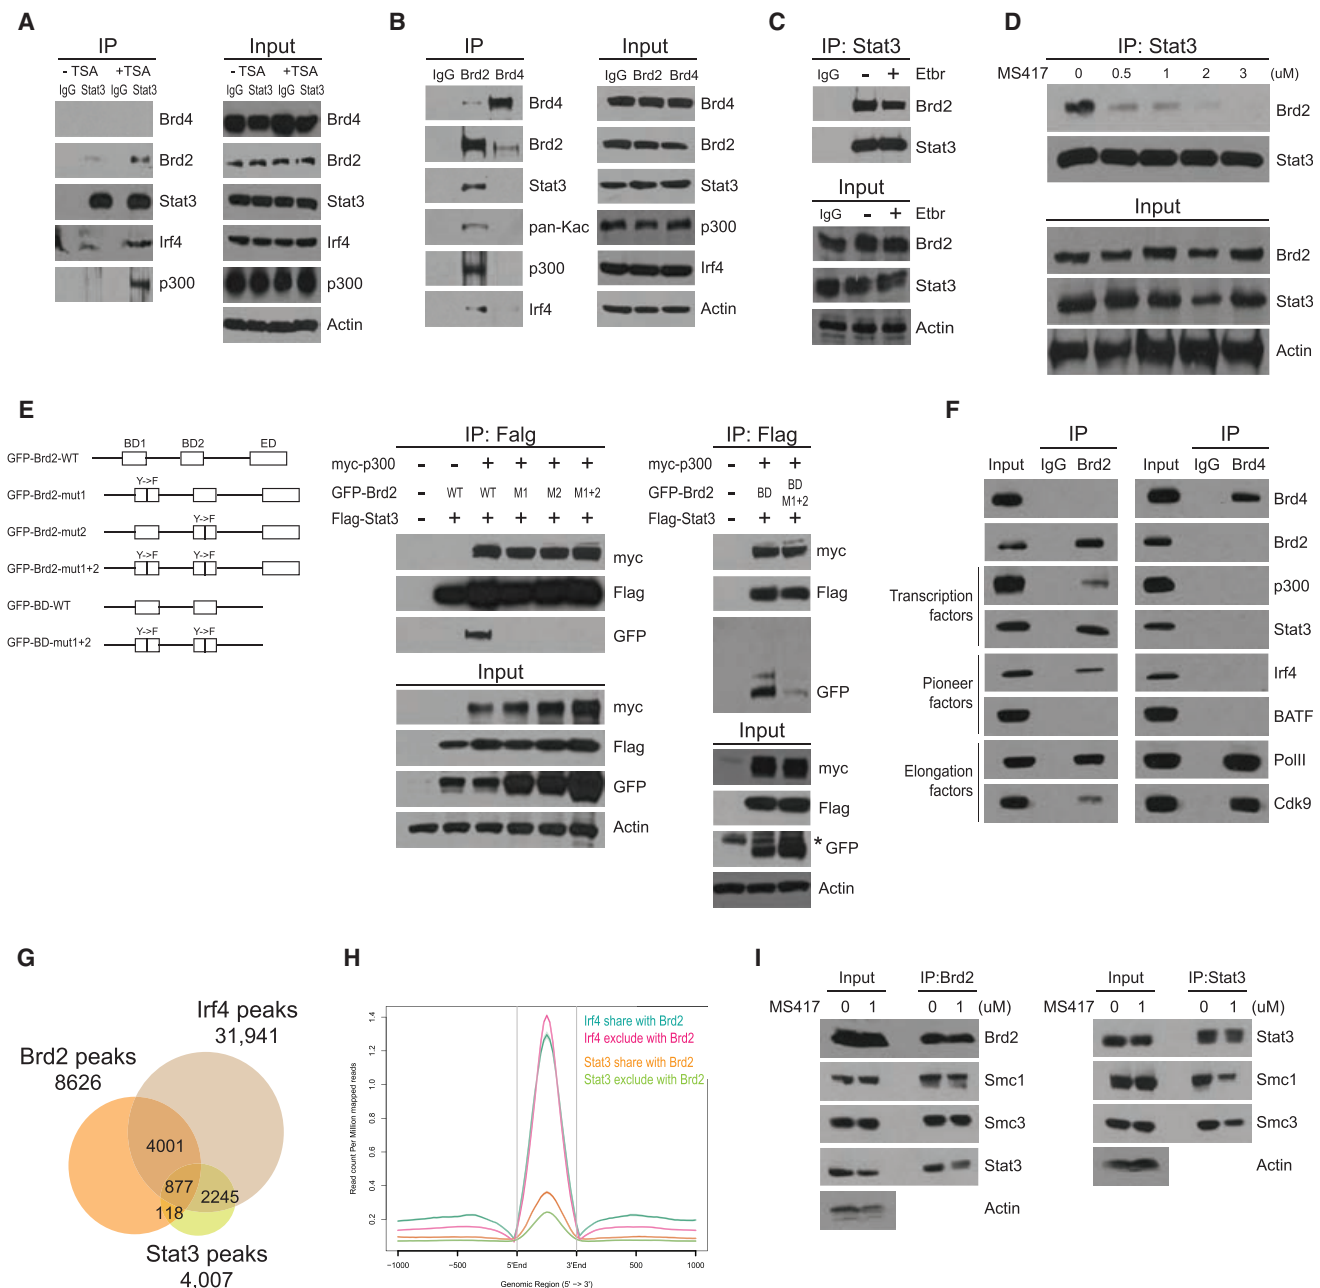 A
IP
- TSA +TSA
IgG Stat3 IgG Stat3
Brd4
Brd2
Stat3
Irf4
p300
Input
- TSA +TSA
IgG Stat3 IgG Stat3
Brd4
Brd2
Stat3
Irf4
p300
Actin
B
IP
IgG Brd2 Brd4
Brd4
Brd2
Stat3
pan-Kac
p300
Irf4
Input
IgG Brd2 Brd4
Brd4
Brd2
Stat3
p300
Irf4
Actin
C
IP: Stat3
IgG - + Etbr
Brd2
Stat3
Input
IgG - + Etbr
Brd2
Stat3
Actin
D
IP: Stat3
MS417 0 0.5 1 2 3 (uM)
Brd2
Stat3
Input
Brd2
Stat3
Actin
E
BD1 BD2 ED
GFP-Brd2-WT
Y->F
GFP-Brd2-mut1
Y->F
GFP-Brd2-mut2
Y->F Y->F
GFP-Brd2-mut1+2
GFP-BD-WT
Y->F Y->F
GFP-BD-mut1+2
IP: Falg
myc-p300 - - + + + +
GFP-Brd2 - WT WT M1 M2 M1+2
Flag-Stat3 - + + + + +
myc
Flag
GFP
Input
myc
Flag
GFP
Actin
IP: Flag
myc-p300 - + +
GFP-Brd2 - BD BD M1+2
Flag-Stat3 - + +
myc
Flag
GFP
Input
myc
Flag
* GFP
Actin
F
IP IP
Input IgG Brd2 Input IgG Brd4
Brd4
Brd2
Transcription factors
p300
Stat3
Pioneer factors
Irf4
BATF
Elongation factors
PolII
Cdk9
G
Irf4 peaks
31,941
Brd2 peaks
8626
4001
877
2245
118
Stat3 peaks
4,007
H
Irf4 share with Brd2
Irf4 exclude with Brd2
Stat3 share with Brd2
Stat3 exclude with Brd2
Read count Per Million mapped reads
1.4
1.2
1.0
0.8
0.6
0.4
0.2
-1000 -500 5'End 3'End 500 1000
Genomic Region (5' -> 3')
I
Input IP:Brd2
MS417 0 1 0 1 (uM)
Brd2
Smc1
Smc3
Stat3
Actin
Input IP:Stat3
MS417 0 1 0 1 (uM)
Stat3
Smc1
Smc3
Actin